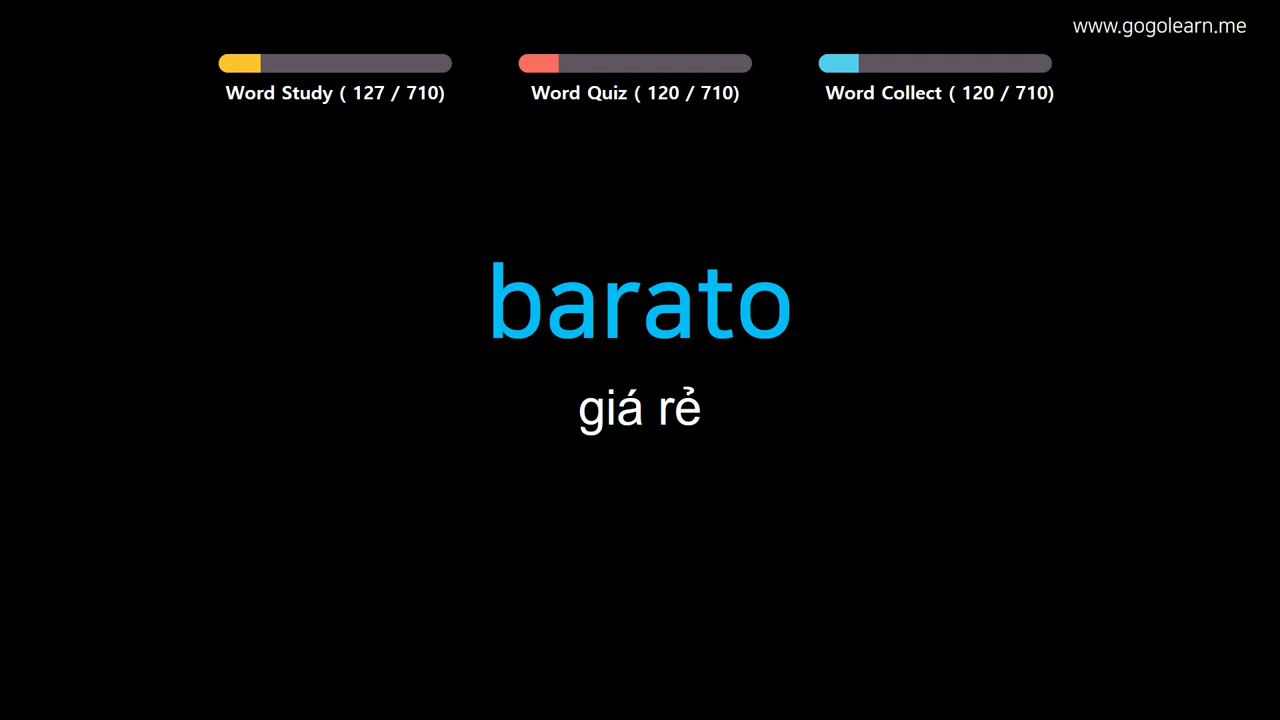 www.gogolearn.me
Word Study ( 127 / 710)
Word Quiz ( 120 / 710)
Word Collect ( 120 / 710)
barato
giá rẻ